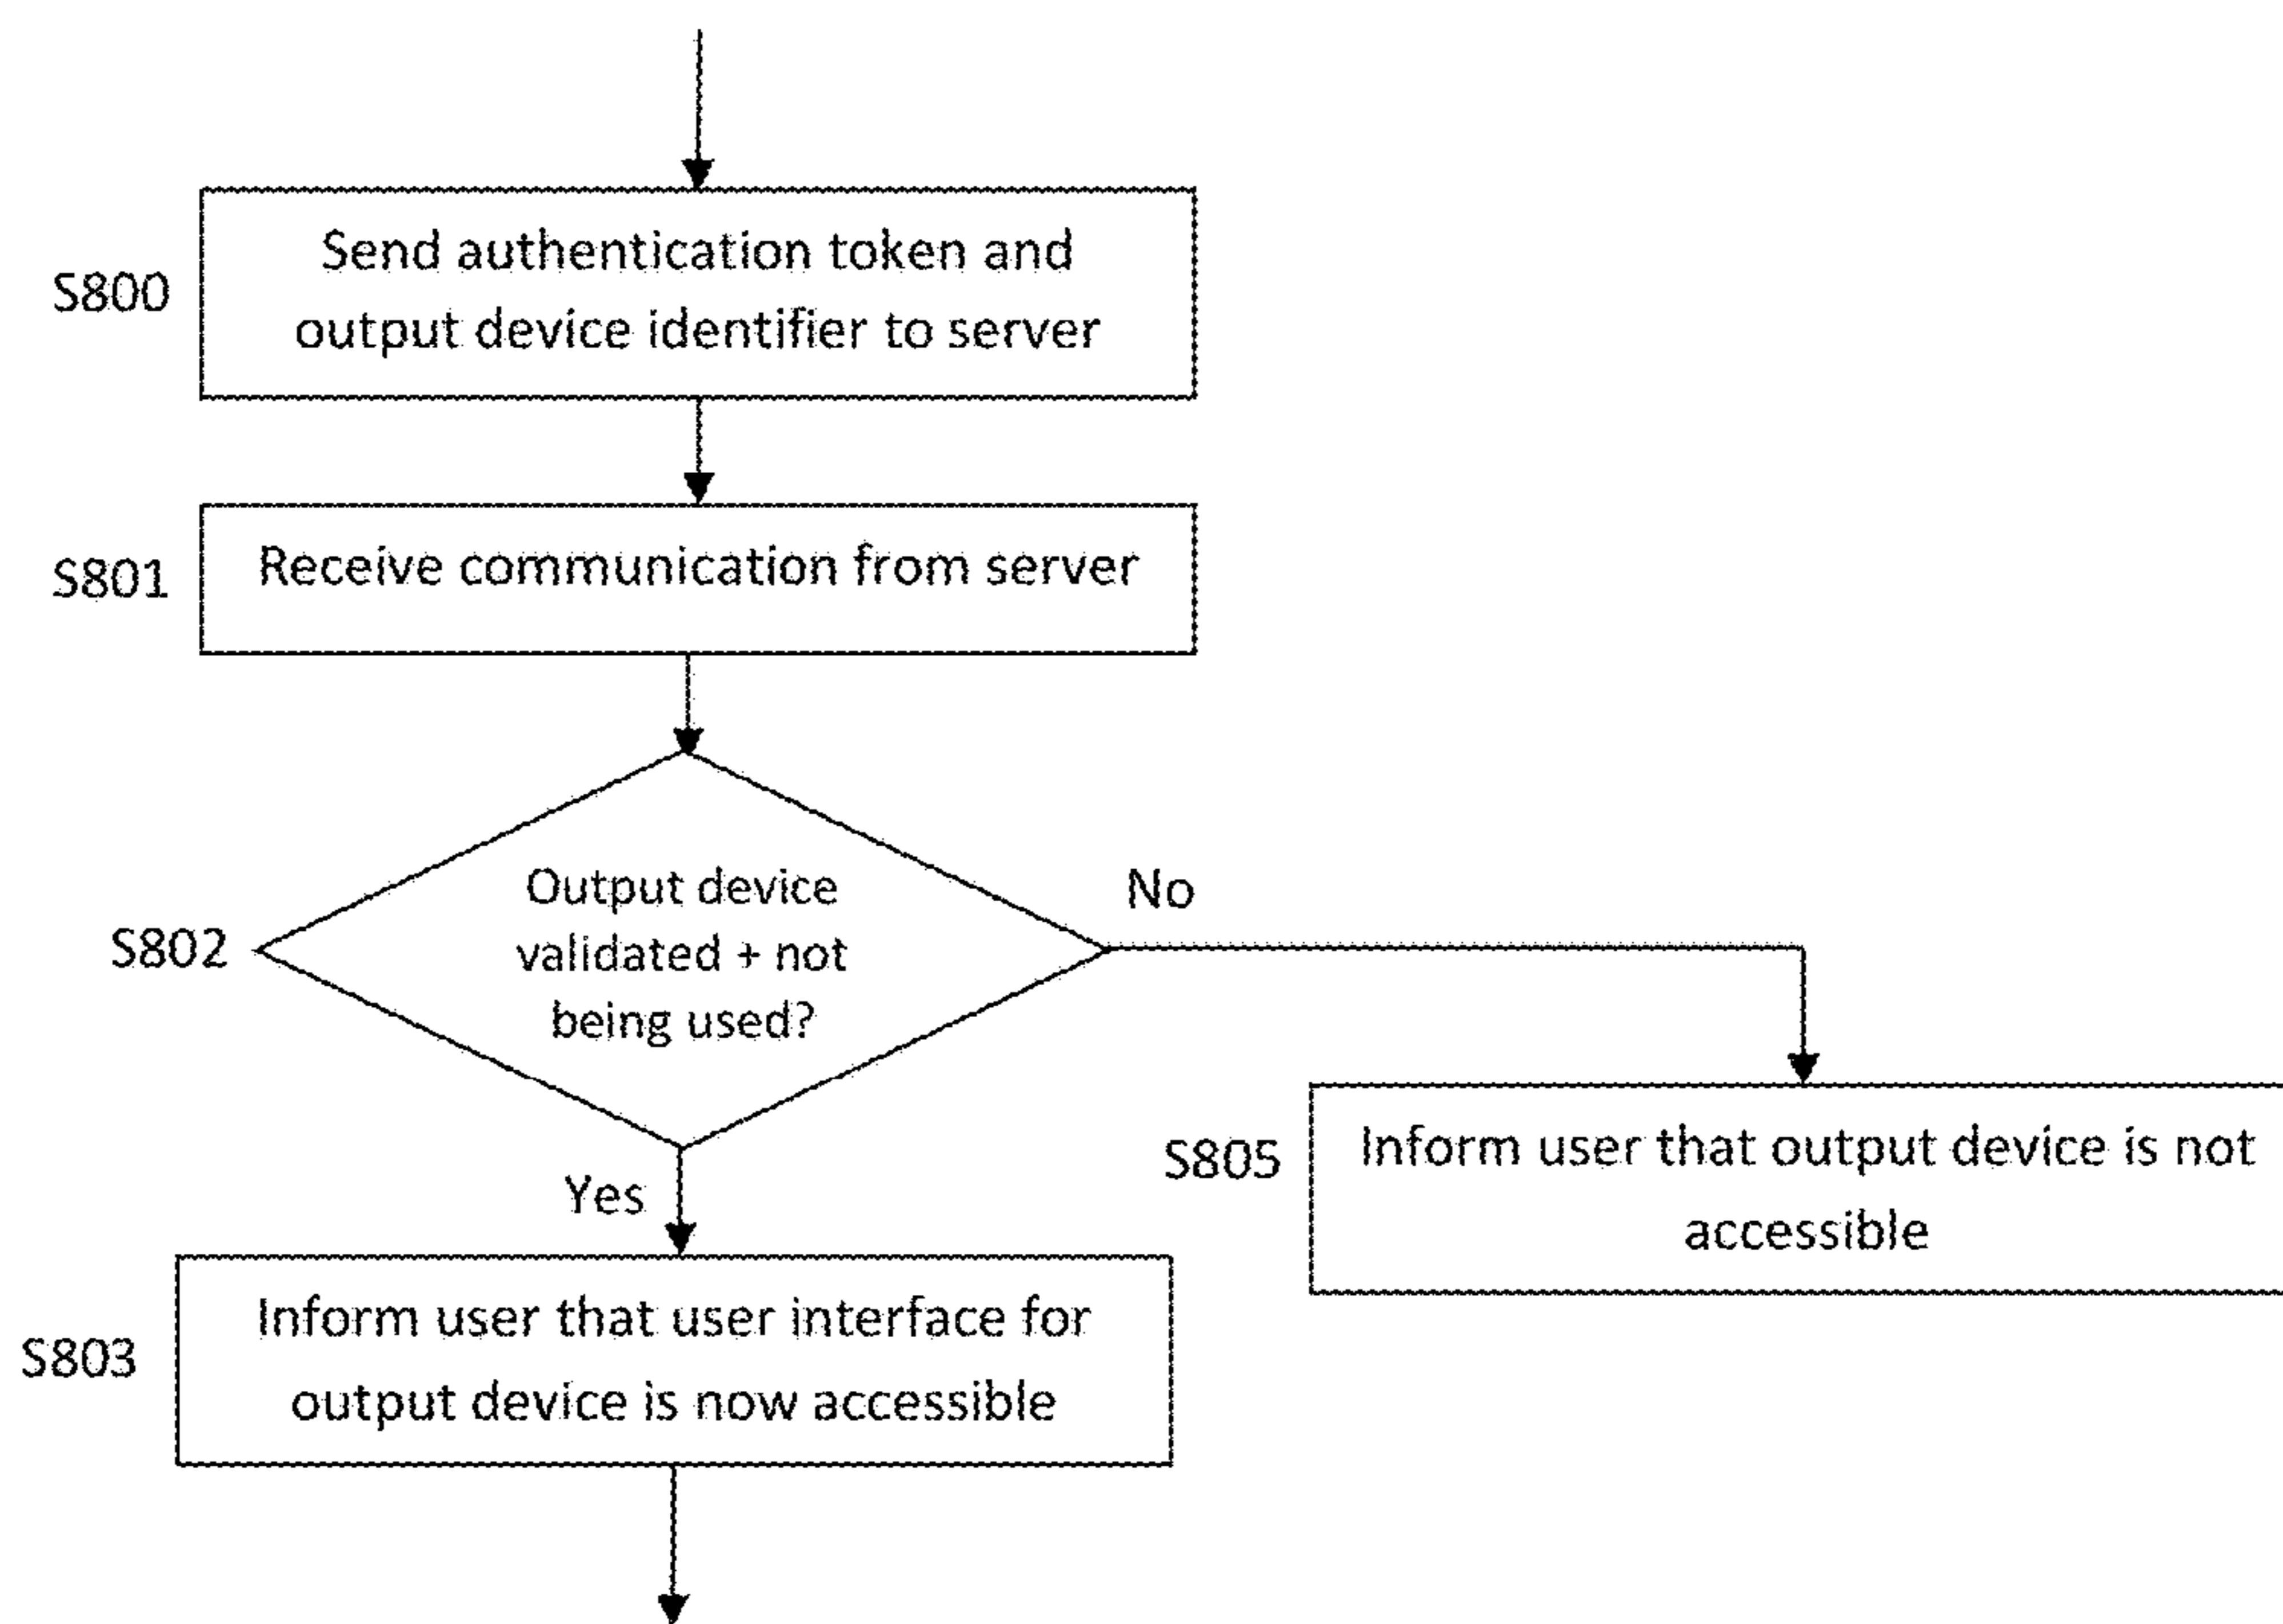 S800
Send authentication token and
output device identifier to server
S801
Receive communication from server
S802
Output device
validated + not
being used?
No
Yes
S805
Inform user that output device is not
accessible
S803
Inform user that user interface for
output device is now accessible